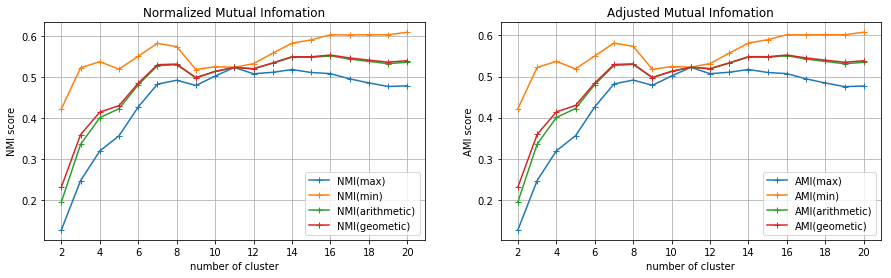 Normalized Mutual Infomation
NMI score
0.6
0.5
0.4
0.3
0.2
2 4 6 8 10 12 14 16 18 20
number of cluster
NMI(max)
NMI(min)
NMI(arithmetic)
NMI(geometic)
Adjusted Mutual Infomation
AMI score
0.6
0.5
0.4
0.3
0.2
2 4 6 8 10 12 14 16 18 20
number of cluster
AMI(max)
AMI(min)
AMI(arithmetic)
AMI(geometic)